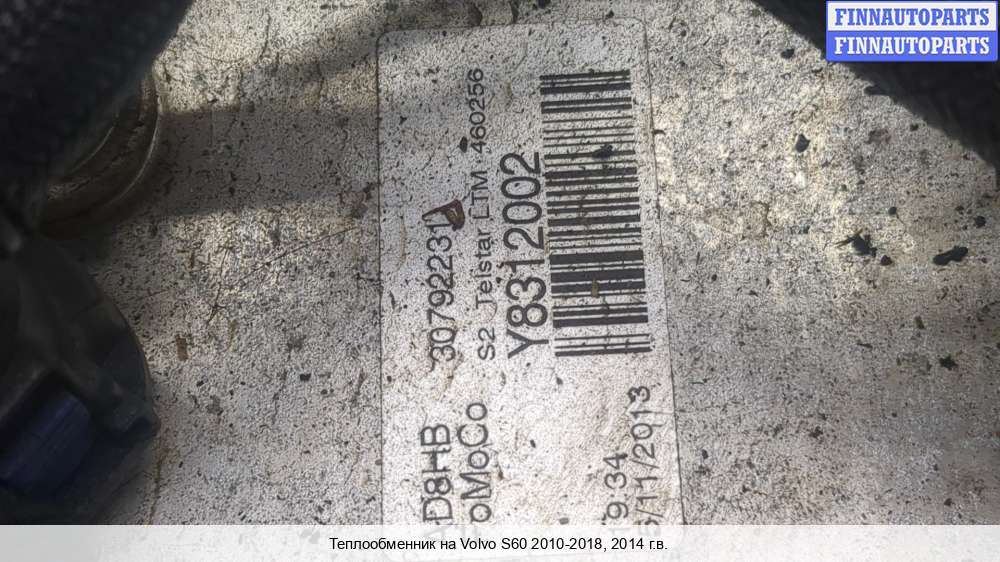 FINNAUTOPARTS
FINNAUTOPARTS
30792231
S2 Telstar LTM 460256
Y8312002
D8HB
oMoCo
9.34
/11/2013
Теплообменник на Volvo S60 2010-2018, 2014 г.в.